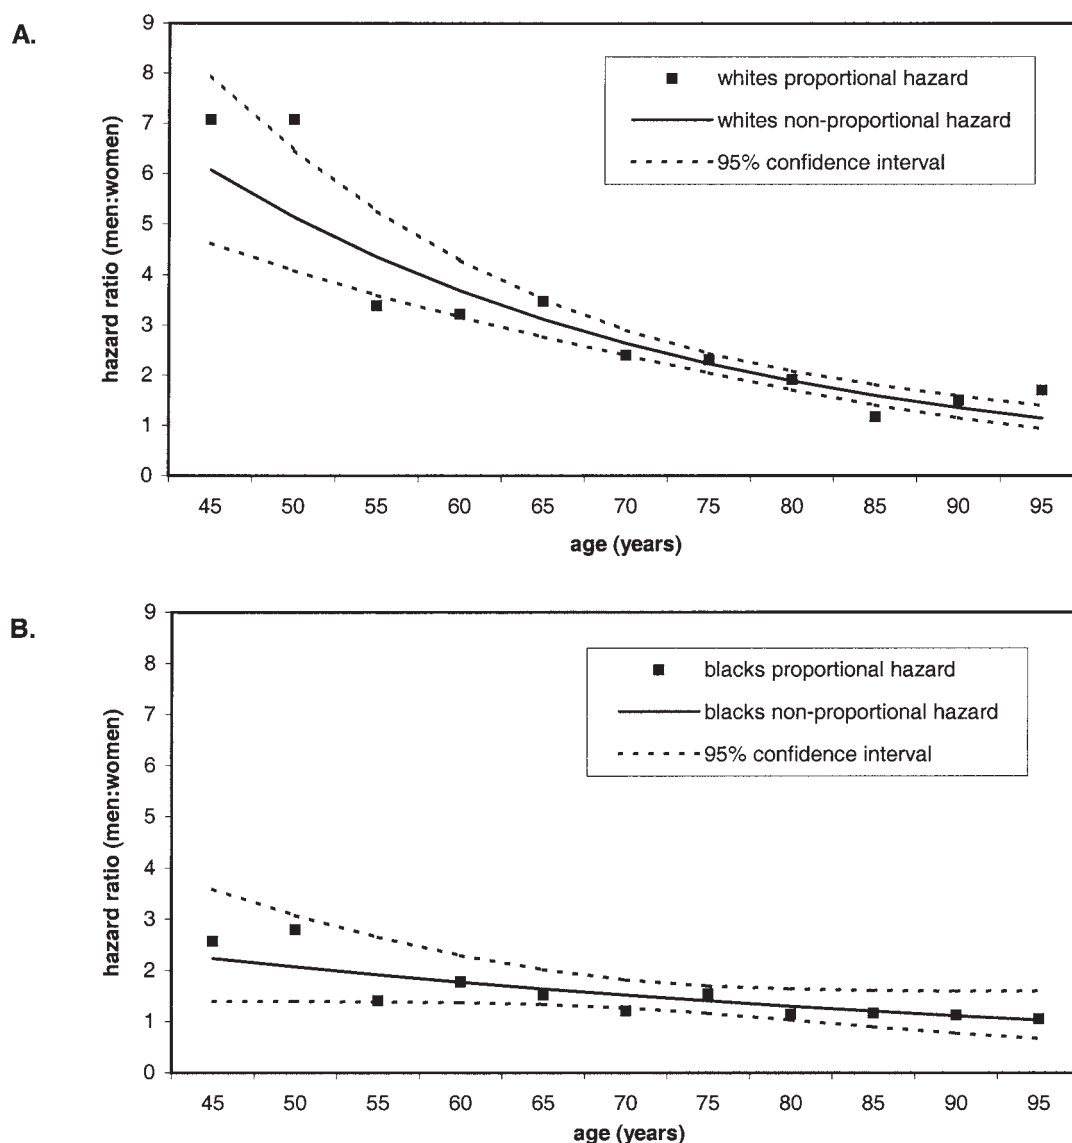 A.
9
8
7
6
5
4
3
2
1
0
hazard ratio (men:women)
whites proportional hazard
whites non-proportional hazard
95% confidence interval
45 50 55 60 65 70 75 80 85 90 95
age (years)
B.
9
8
7
6
5
4
3
2
1
0
hazard ratio (men:women)
blacks proportional hazard
blacks non-proportional hazard
95% confidence interval
45 50 55 60 65 70 75 80 85 90 95
age (years)